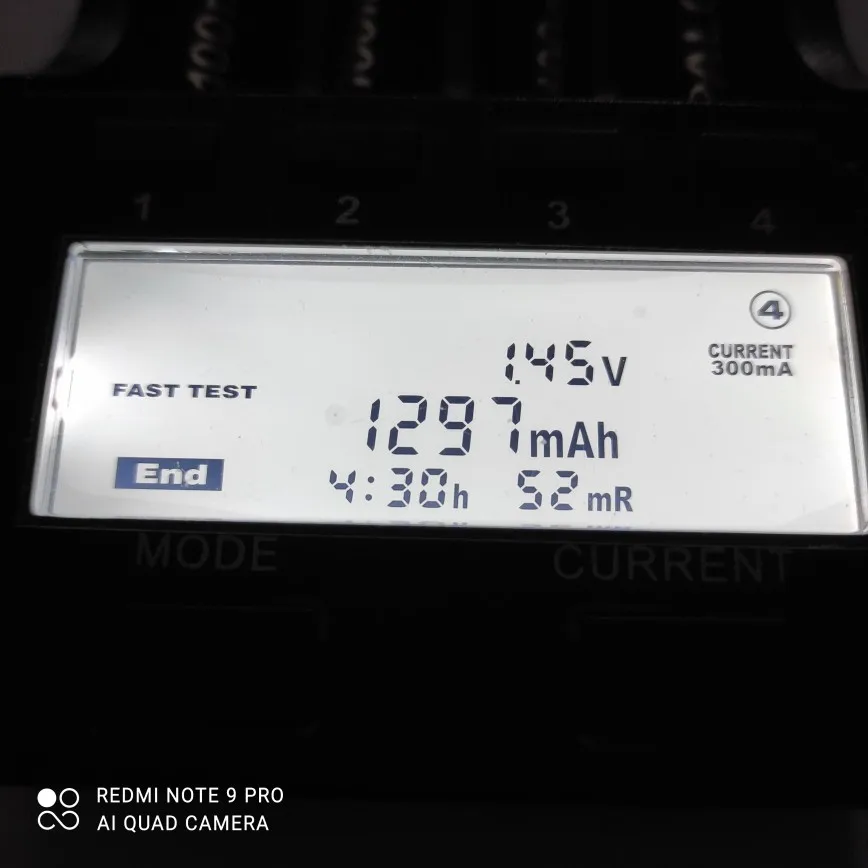 1 2 3 4
4
1.45V
CURRENT
300mA
FAST TEST
1297mAh
End
4:30h 52mR
MODE CURRENT
REDMI NOTE 9 PRO
AI QUAD CAMERA